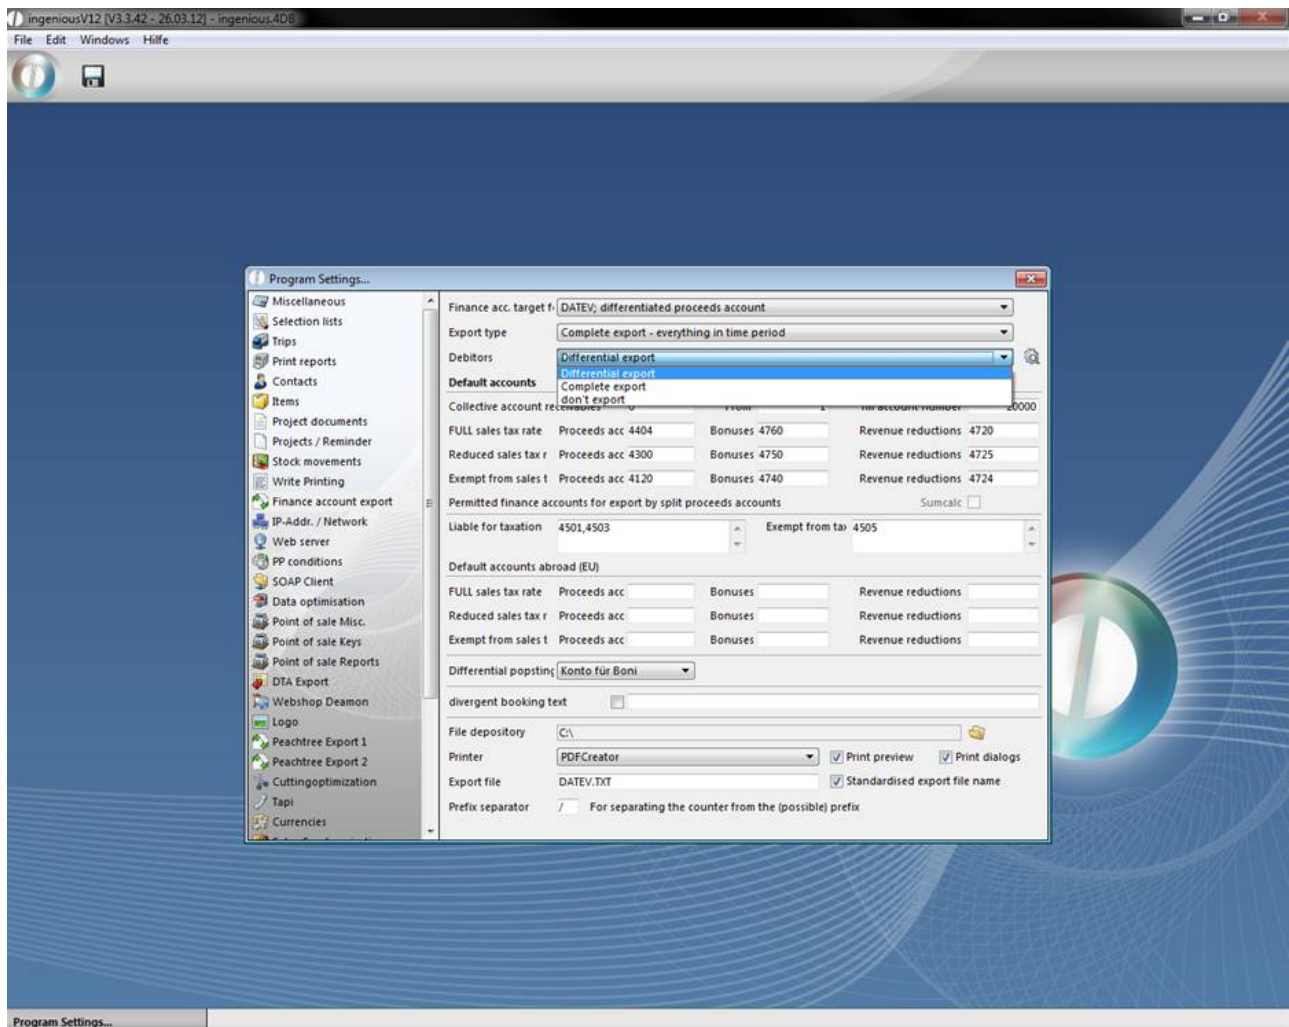 ingeniousV12 [V3.3.42 - 26.03.12] - ingenious.4DB
File Edit Windows Hilfe
Program Settings...
Miscellaneous
Selection lists
Trips
Print reports
Contacts
Items
Project documents
Projects / Reminder
Stock movements
Write Printing
Finance account export
IP-Addr. / Network
Web server
PP conditions
SOAP Client
Data optimisation
Point of sale Misc.
Point of sale Keys
Point of sale Reports
DTA Export
Webshop Deamon
Logo
Peachtree Export 1
Peachtree Export 2
Cuttingoptimization
Tapi
Currencies
Finance acc. target f DATEV; differentiated proceeds account
Export type Complete export - everything in time period
Debitors Differential export
Differential export
Complete export
don't export
Default accounts
Collective account receivables 0 From 1 Till account number 20000
FULL sales tax rate Proceeds acc 4404 Bonuses 4760 Revenue reductions 4720
Reduced sales tax r Proceeds acc 4300 Bonuses 4750 Revenue reductions 4725
Exempt from sales t Proceeds acc 4120 Bonuses 4740 Revenue reductions 4724
Permitted finance accounts for export by split proceeds accounts Sumcalc
Liable for taxation 4501,4503 Exempt from tax 4505
Default accounts abroad (EU)
FULL sales tax rate Proceeds acc Bonuses Revenue reductions
Reduced sales tax r Proceeds acc Bonuses Revenue reductions
Exempt from sales t Proceeds acc Bonuses Revenue reductions
Differential popsting Konto für Boni
divergent booking text
File depository C:\
Printer PDFCreator Print preview Print dialogs
Export file DATEV.TXT Standardised export file name
Prefix separator / For separating the counter from the (possible) prefix
Program Settings...